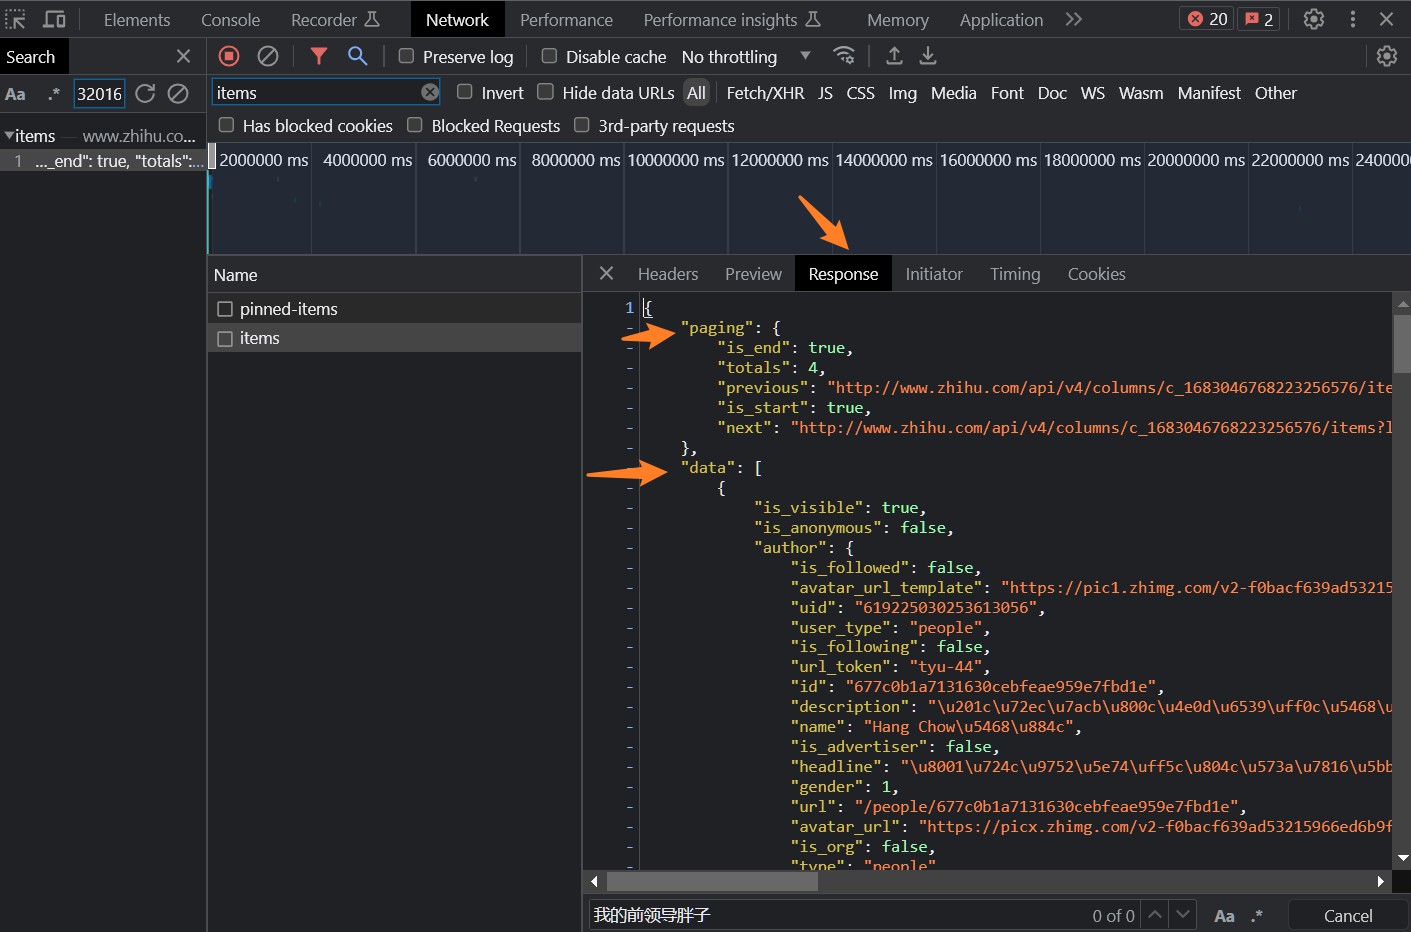 Elements Console Recorder Network Performance Performance insights Memory Application 20 2
Search Preserve log Disable cache No throttling
Aa .* 32016 items Invert Hide data URLs All Fetch/XHR JS CSS Img Media Font Doc WS Wasm Manifest Other
Has blocked cookies Blocked Requests 3rd-party requests
items — www.zhihu.co...
1 ..._end": true, "totals":...
2000000 ms 4000000 ms 6000000 ms 8000000 ms 10000000 ms 12000000 ms 14000000 ms 16000000 ms 18000000 ms 20000000 ms 22000000 ms 240000
Name
pinned-items
items
Headers Preview Response Initiator Timing Cookies
1 {
- "paging": {
- "is_end": true,
- "totals": 4,
- "previous": "http://www.zhihu.com/api/v4/columns/c_1683046768223256576/ite
- "is_start": true,
- "next": "http://www.zhihu.com/api/v4/columns/c_1683046768223256576/items?l
- },
- "data": [
- {
- "is_visible": true,
- "is_anonymous": false,
- "author": {
- "is_followed": false,
- "avatar_url_template": "https://pic1.zhimg.com/v2-f0bacf639ad53215
- "uid": "619225030253613056",
- "user_type": "people",
- "is_following": false,
- "url_token": "tyu-44",
- "id": "677c0b1a7131630cebfeae959e7fbd1e",
- "description": "\u201c\u72ec\u7acb\u800c\u4e0d\u6539\uff0c\u5468\u
- "name": "Hang Chow\u5468\u884c",
- "is_advertiser": false,
- "headline": "\u8001\u724c\u9752\u5e74\uff5c\u804c\u573a\u7816\u5bb
- "gender": 1,
- "url": "/people/677c0b1a7131630cebfeae959e7fbd1e",
- "avatar_url": "https://picx.zhimg.com/v2-f0bacf639ad53215966ed6b9f
- "is_org": false,
- "type": "people"
我的前领导胖子 0 of 0 Aa .* Cancel